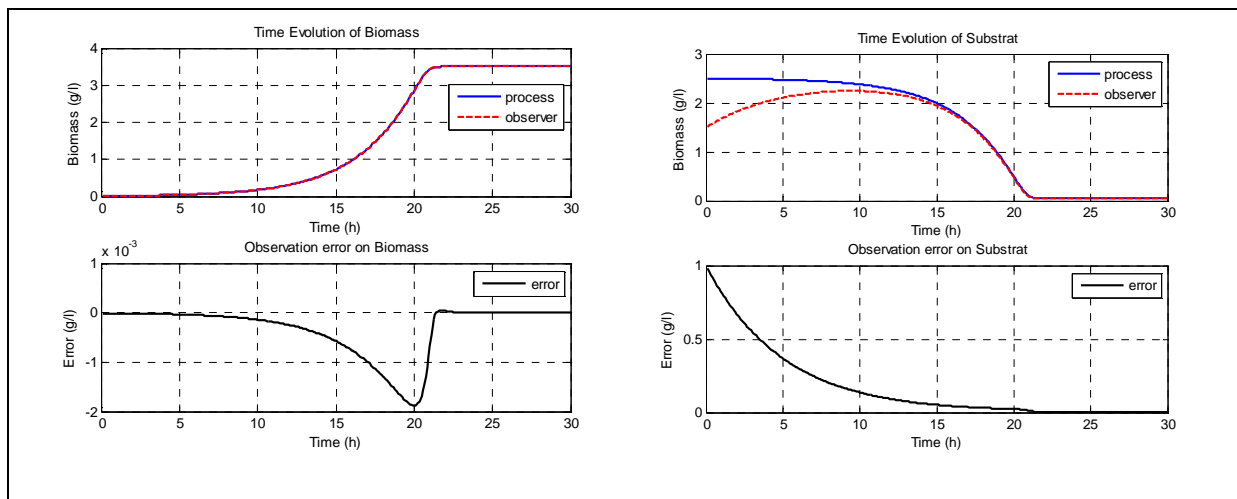 Time Evolution of Biomass
4
3
2
1
0
Biomass (g/l)
process
observer
0 5 10 15 20 25 30
Time (h)
Time Evolution of Substrat
3
2
1
0
Biomass (g/l)
process
observer
0 5 10 15 20 25 30
Time (h)
x 10-3
Observation error on Biomass
1
0
-1
-2
Error (g/l)
error
0 5 10 15 20 25 30
Time (h)
Observation error on Substrat
1
0.5
0
Error (g/l)
error
0 5 10 15 20 25 30
Time (h)